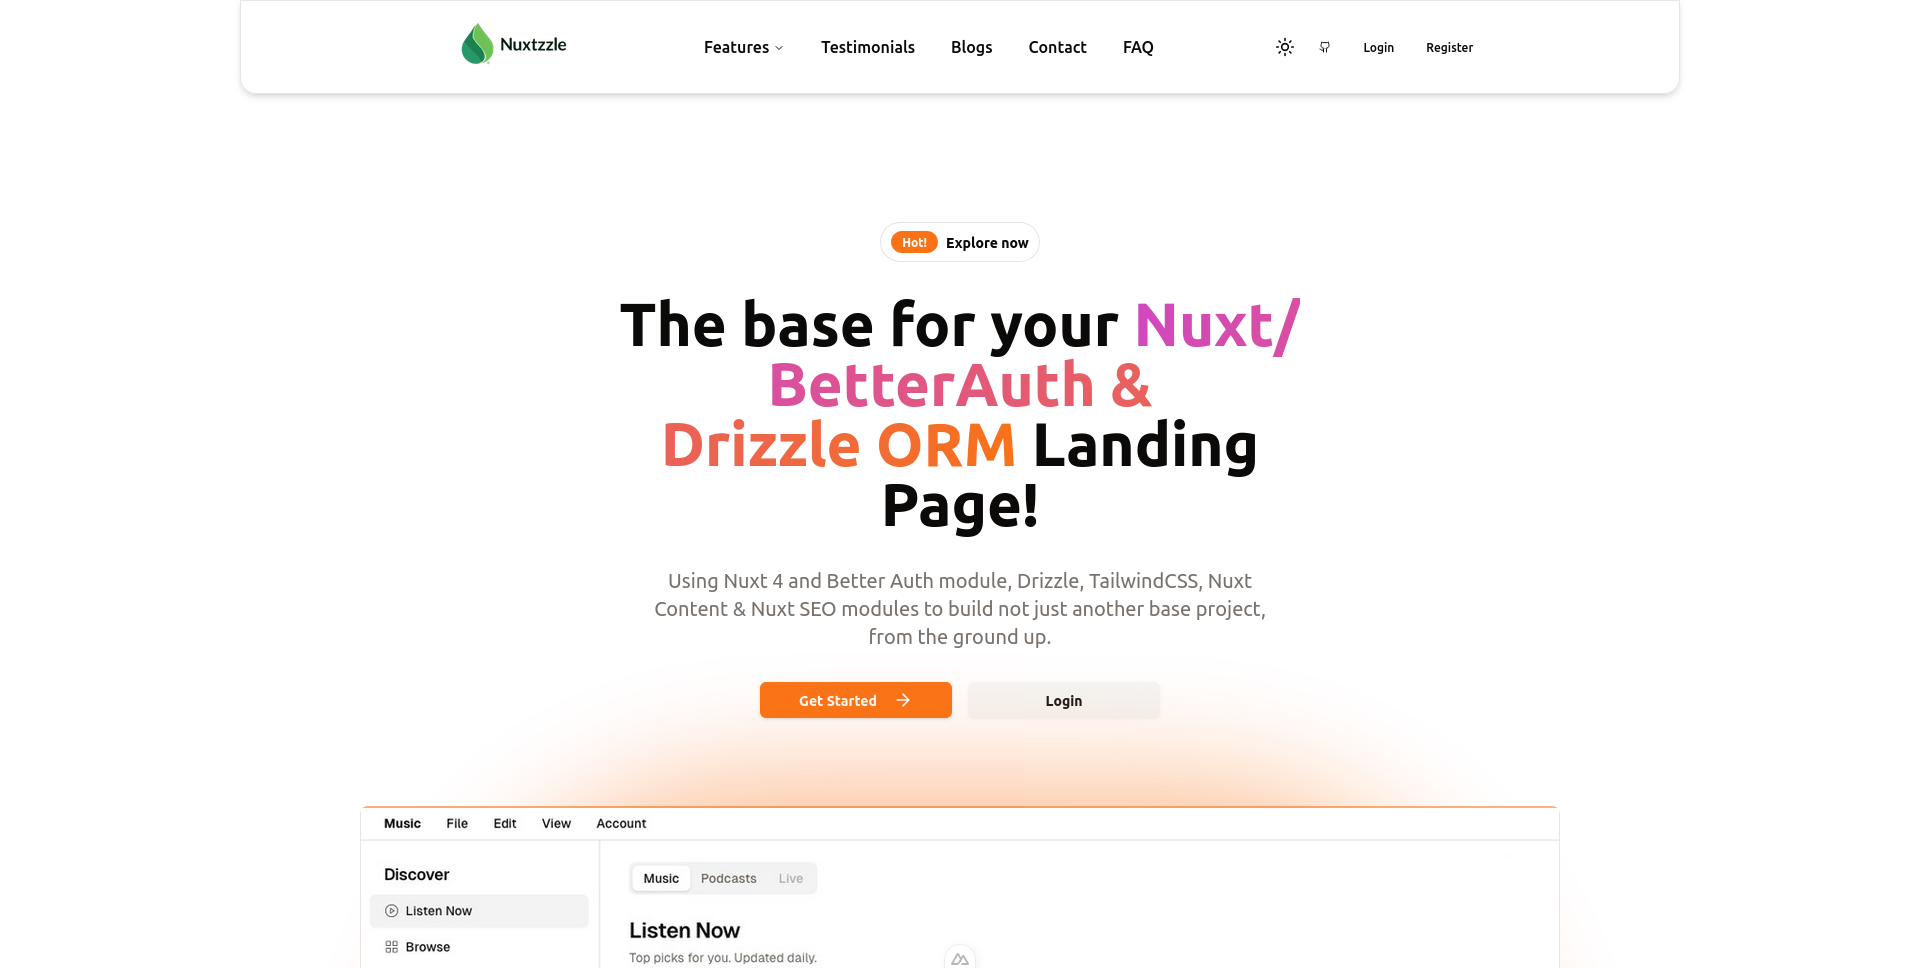 Nuxtzzle
Features
Testimonials
Blogs
Contact
FAQ
Login
Register
Hot! Explore now
The base for your Nuxt/
BetterAuth &
Drizzle ORM Landing
Page!
Using Nuxt 4 and Better Auth module, Drizzle, TailwindCSS, Nuxt
Content & Nuxt SEO modules to build not just another base project,
from the ground up.
Get Started
Login
Music File Edit View Account
Discover
Listen Now
Browse
Music Podcasts Live
Listen Now
Top picks for you. Updated daily.